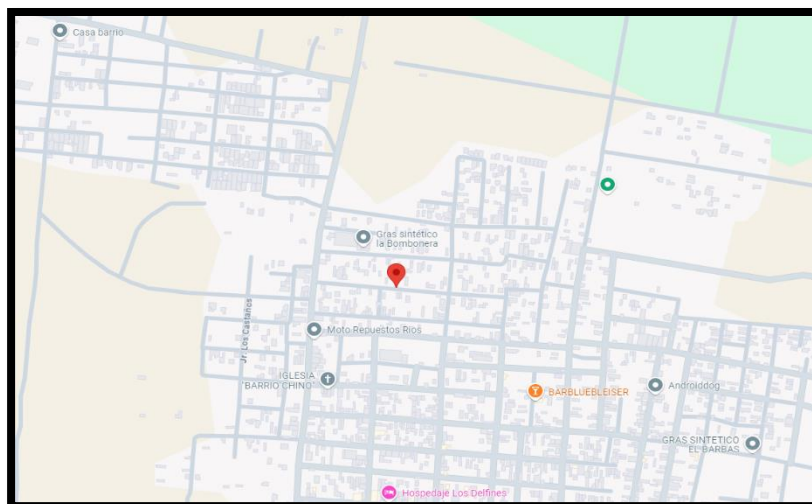 Casa barrio
Gras sintético
la Bombonera
Jr. Los Castaños
Moto Repuestos Rios
IGLESIA
"BARRIO CHINO"
BARBLUEBLEISER
Androiddog
GRAS SINTETICO
EL BARBAS
Hospedaje Los Delfines